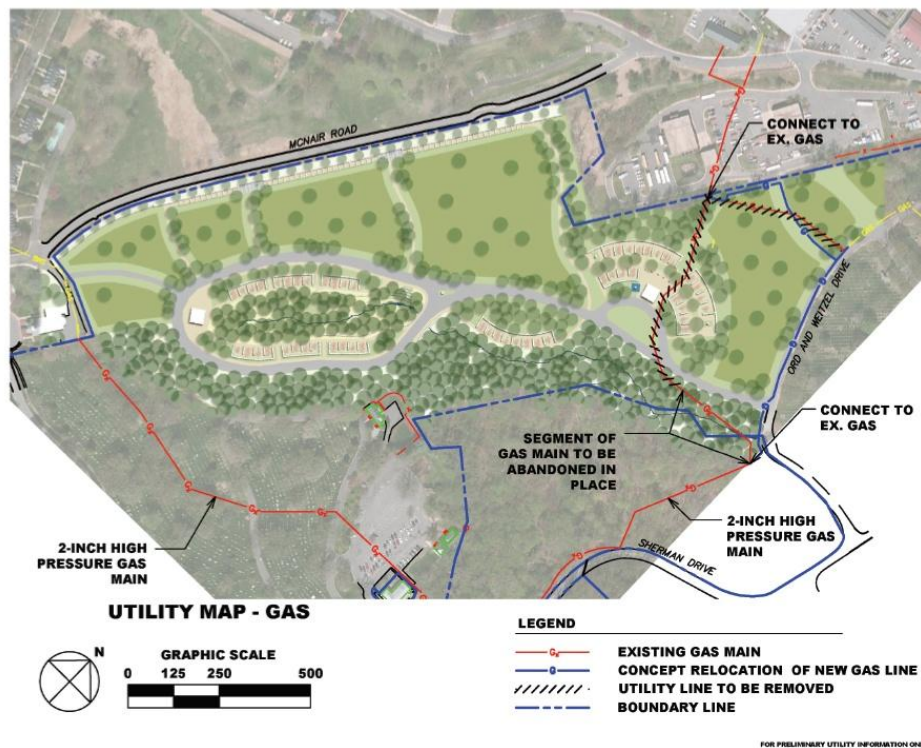 MCNAIR ROAD
CONNECT TO
EX. GAS
ORD AND WEITZEL DRIVE
CONNECT TO
EX. GAS
SEGMENT OF
GAS MAIN TO BE
ABANDONED IN
PLACE
2-INCH HIGH
PRESSURE GAS
MAIN
2-INCH HIGH
PRESSURE GAS
MAIN
SHERMAN DRIVE
UTILITY MAP - GAS
N
GRAPHIC SCALE
0 125 250 500
LEGEND
EXISTING GAS MAIN
G CONCEPT RELOCATION OF NEW GAS LINE
UTILITY LINE TO BE REMOVED
BOUNDARY LINE
FOR PRELIMINARY UTILITY INFORMATION ON